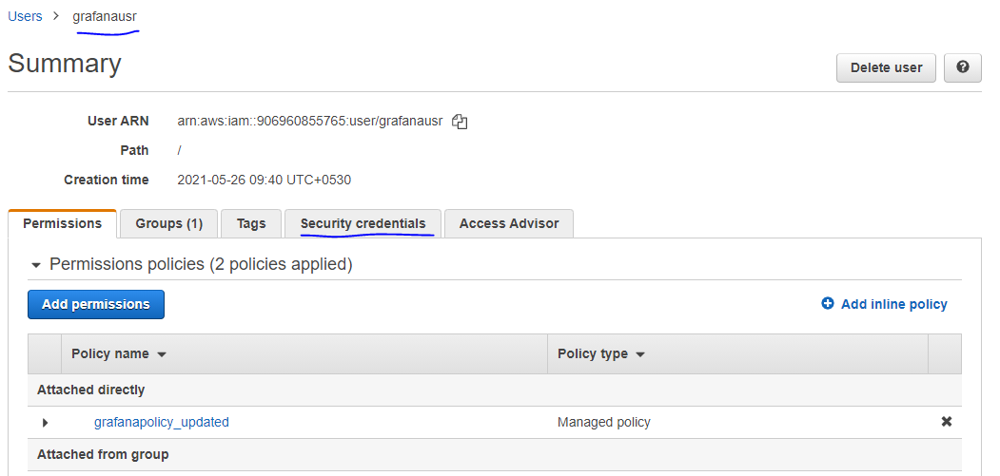 Users > grafanausr
Summary
Delete user
?
User ARN arn:aws:iam::906960855765:user/grafanausr
Path /
Creation time 2021-05-26 09:40 UTC+0530
Permissions Groups (1) Tags Security credentials Access Advisor
Permissions policies (2 policies applied)
Add permissions Add inline policy
Policy name Policy type
Attached directly
grafanapolicy_updated Managed policy
Attached from group